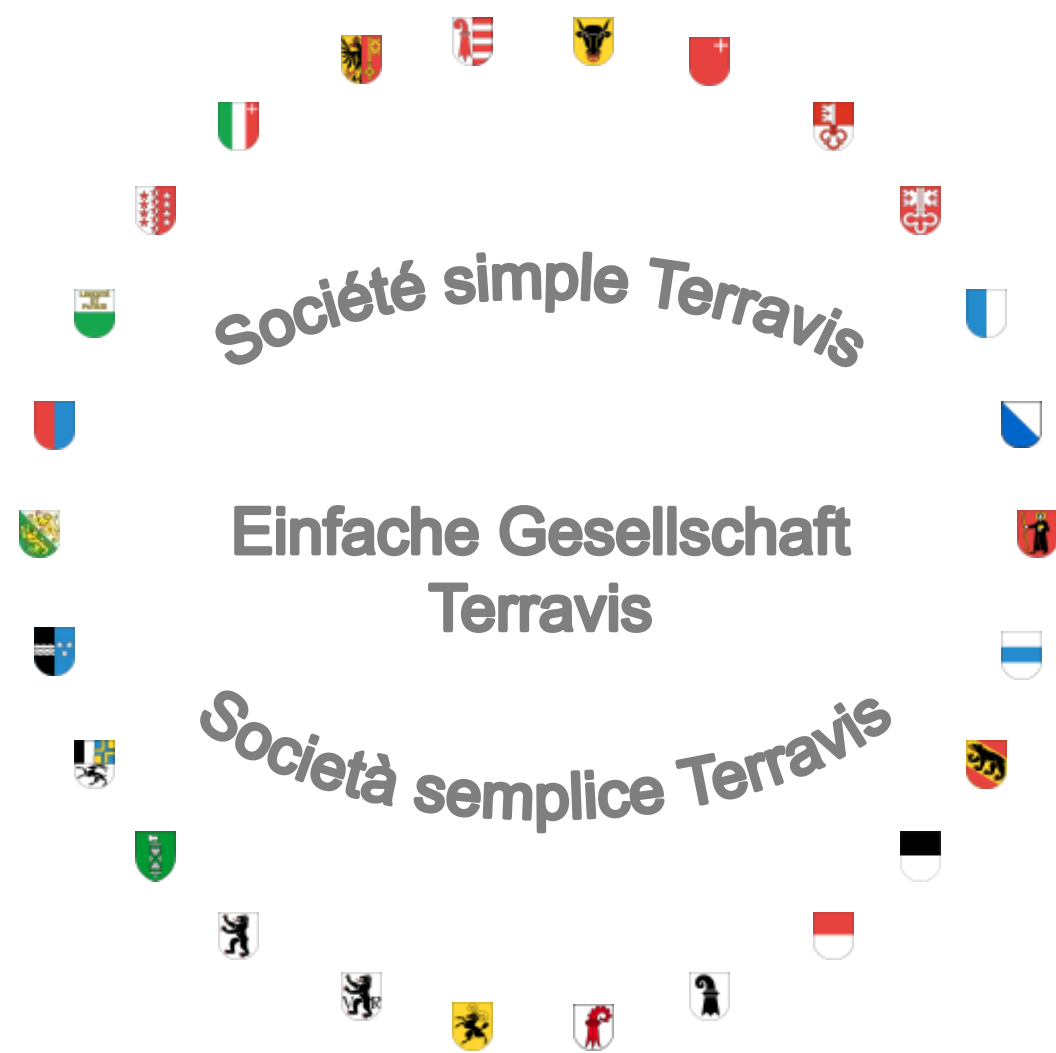 Société simple Terravis
Einfache Gesellschaft
Terravis
Società semplice Terravis
V R